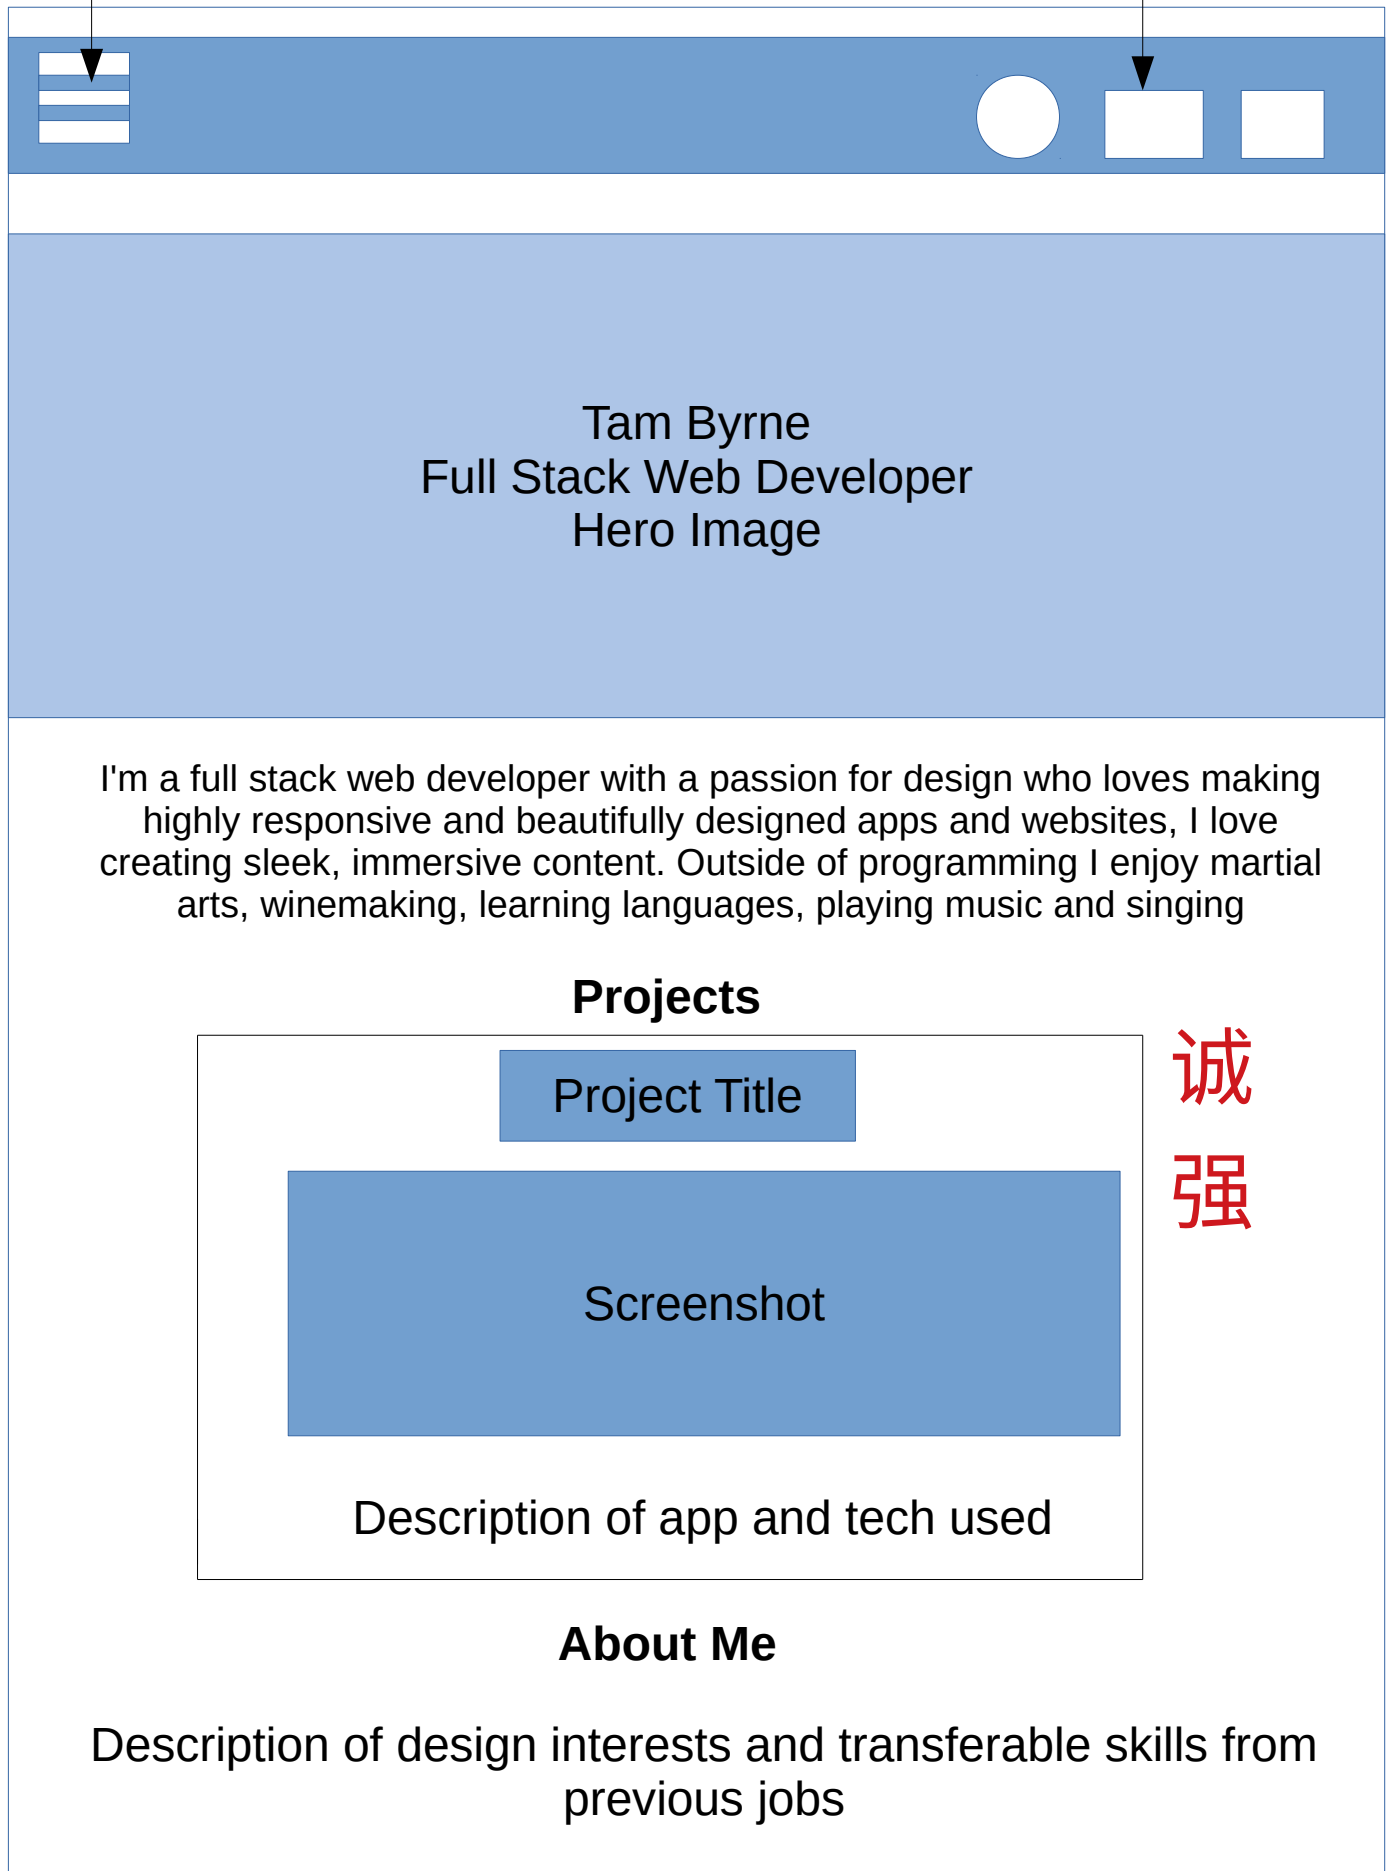 Tam Byrne
Full Stack Web Developer
Hero Image
I'm a full stack web developer with a passion for design who loves making
highly responsive and beautifully designed apps and websites, I love
creating sleek, immersive content. Outside of programming I enjoy martial
arts, winemaking, learning languages, playing music and singing
Projects
Project Title
诚
强
Screenshot
Description of app and tech used
About Me
Description of design interests and transferable skills from
previous jobs